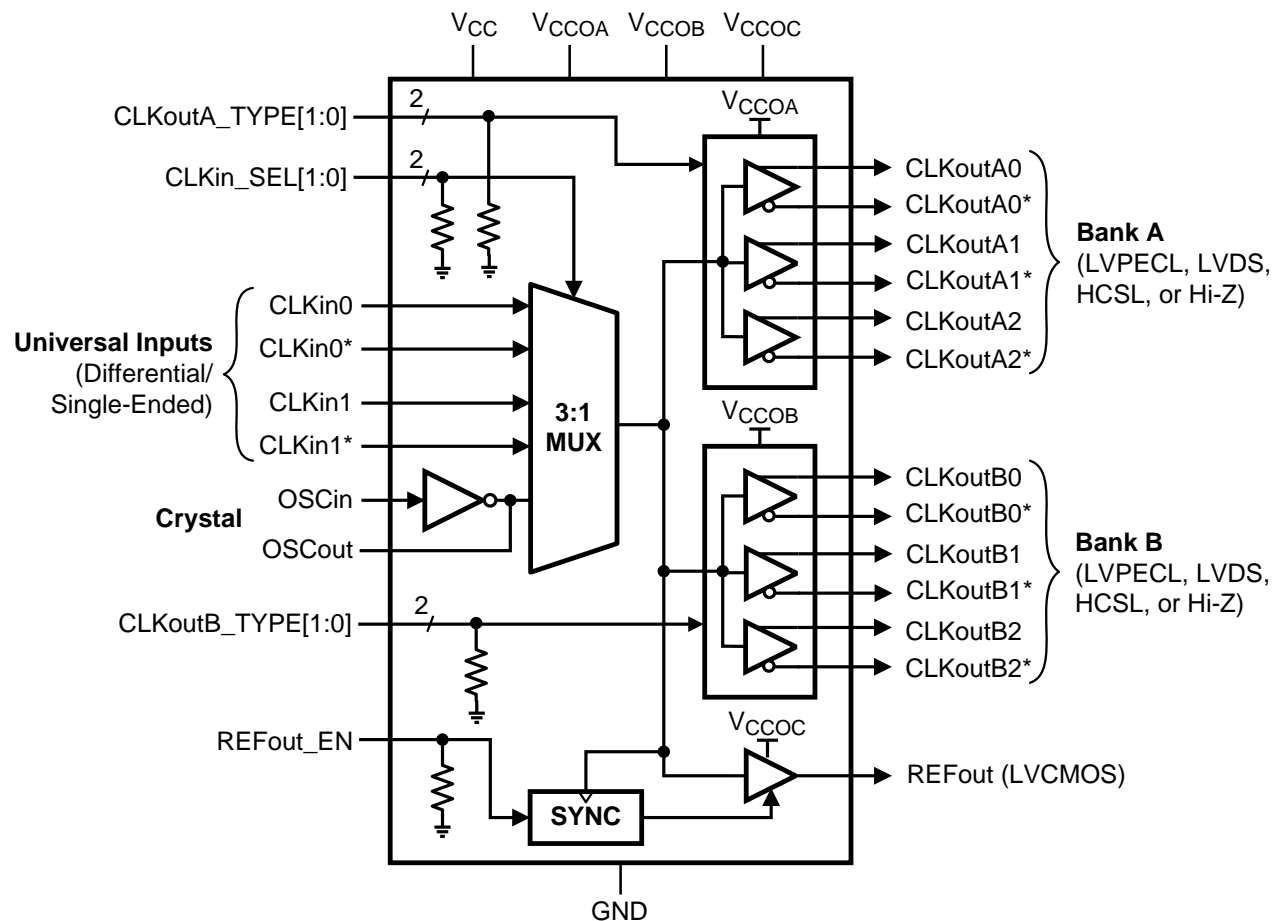 VCC
VCCOA
VCCOB
VCCOC
CLKoutA_TYPE[1:0]
2
CLKin_SEL[1:0]
2
VCCOA
CLKoutA0
CLKoutA0*
CLKoutA1
CLKoutA1*
CLKoutA2
CLKoutA2*
Bank A
(LVPECL, LVDS,
HCSL, or Hi-Z)
Universal Inputs
(Differential/
Single-Ended)
CLKin0
CLKin0*
CLKin1
CLKin1*
3:1
MUX
Crystal
OSCin
OSCout
VCCOB
CLKoutB0
CLKoutB0*
CLKoutB1
CLKoutB1*
CLKoutB2
CLKoutB2*
Bank B
(LVPECL, LVDS,
HCSL, or Hi-Z)
CLKoutB_TYPE[1:0]
2
REFout_EN
SYNC
VCCOC
REFout (LVCMOS)
GND